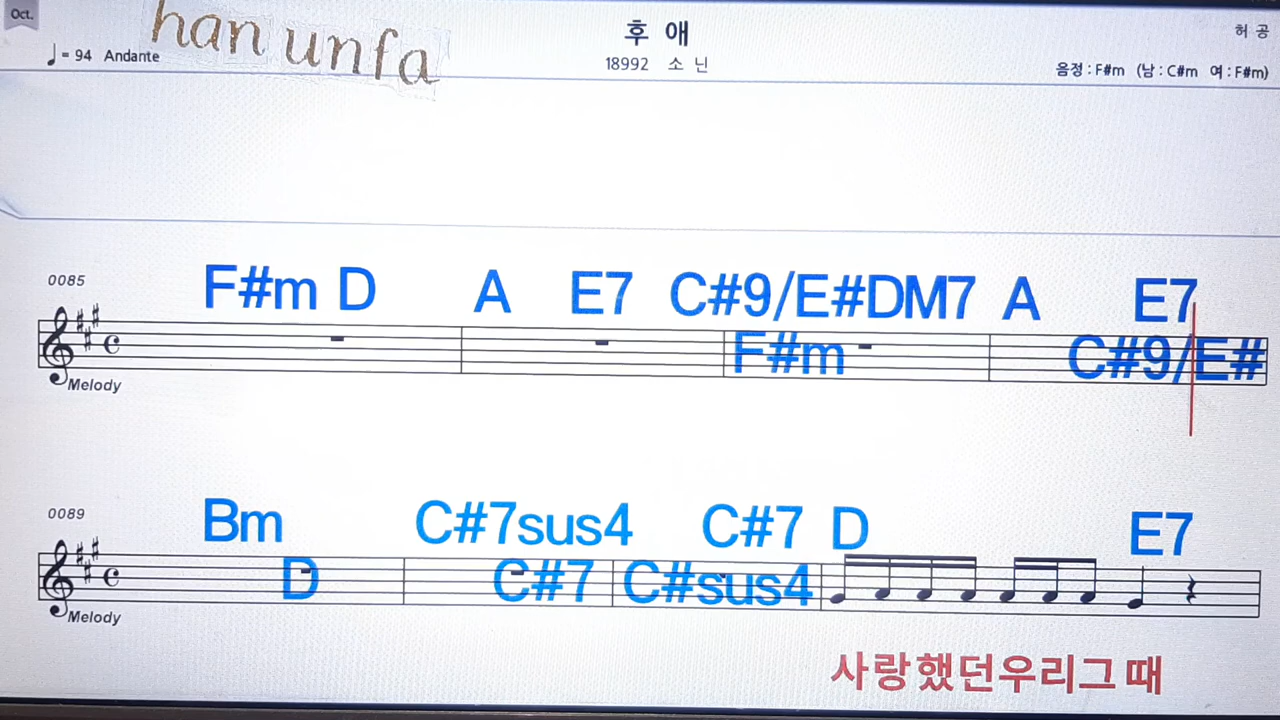 Oct.
han unfa
후 애
허 공
♩= 94 Andante
18992 소 닌
음정 : F#m (남 : C#m 여 : F#m)
0085
F#m D A E7 C#9/E# DM7 A E7
F#m C#9/E#
Melody
0089
Bm C#7sus4 C#7 D E7
D C#7 C#sus4
Melody
사랑했던우리그 때